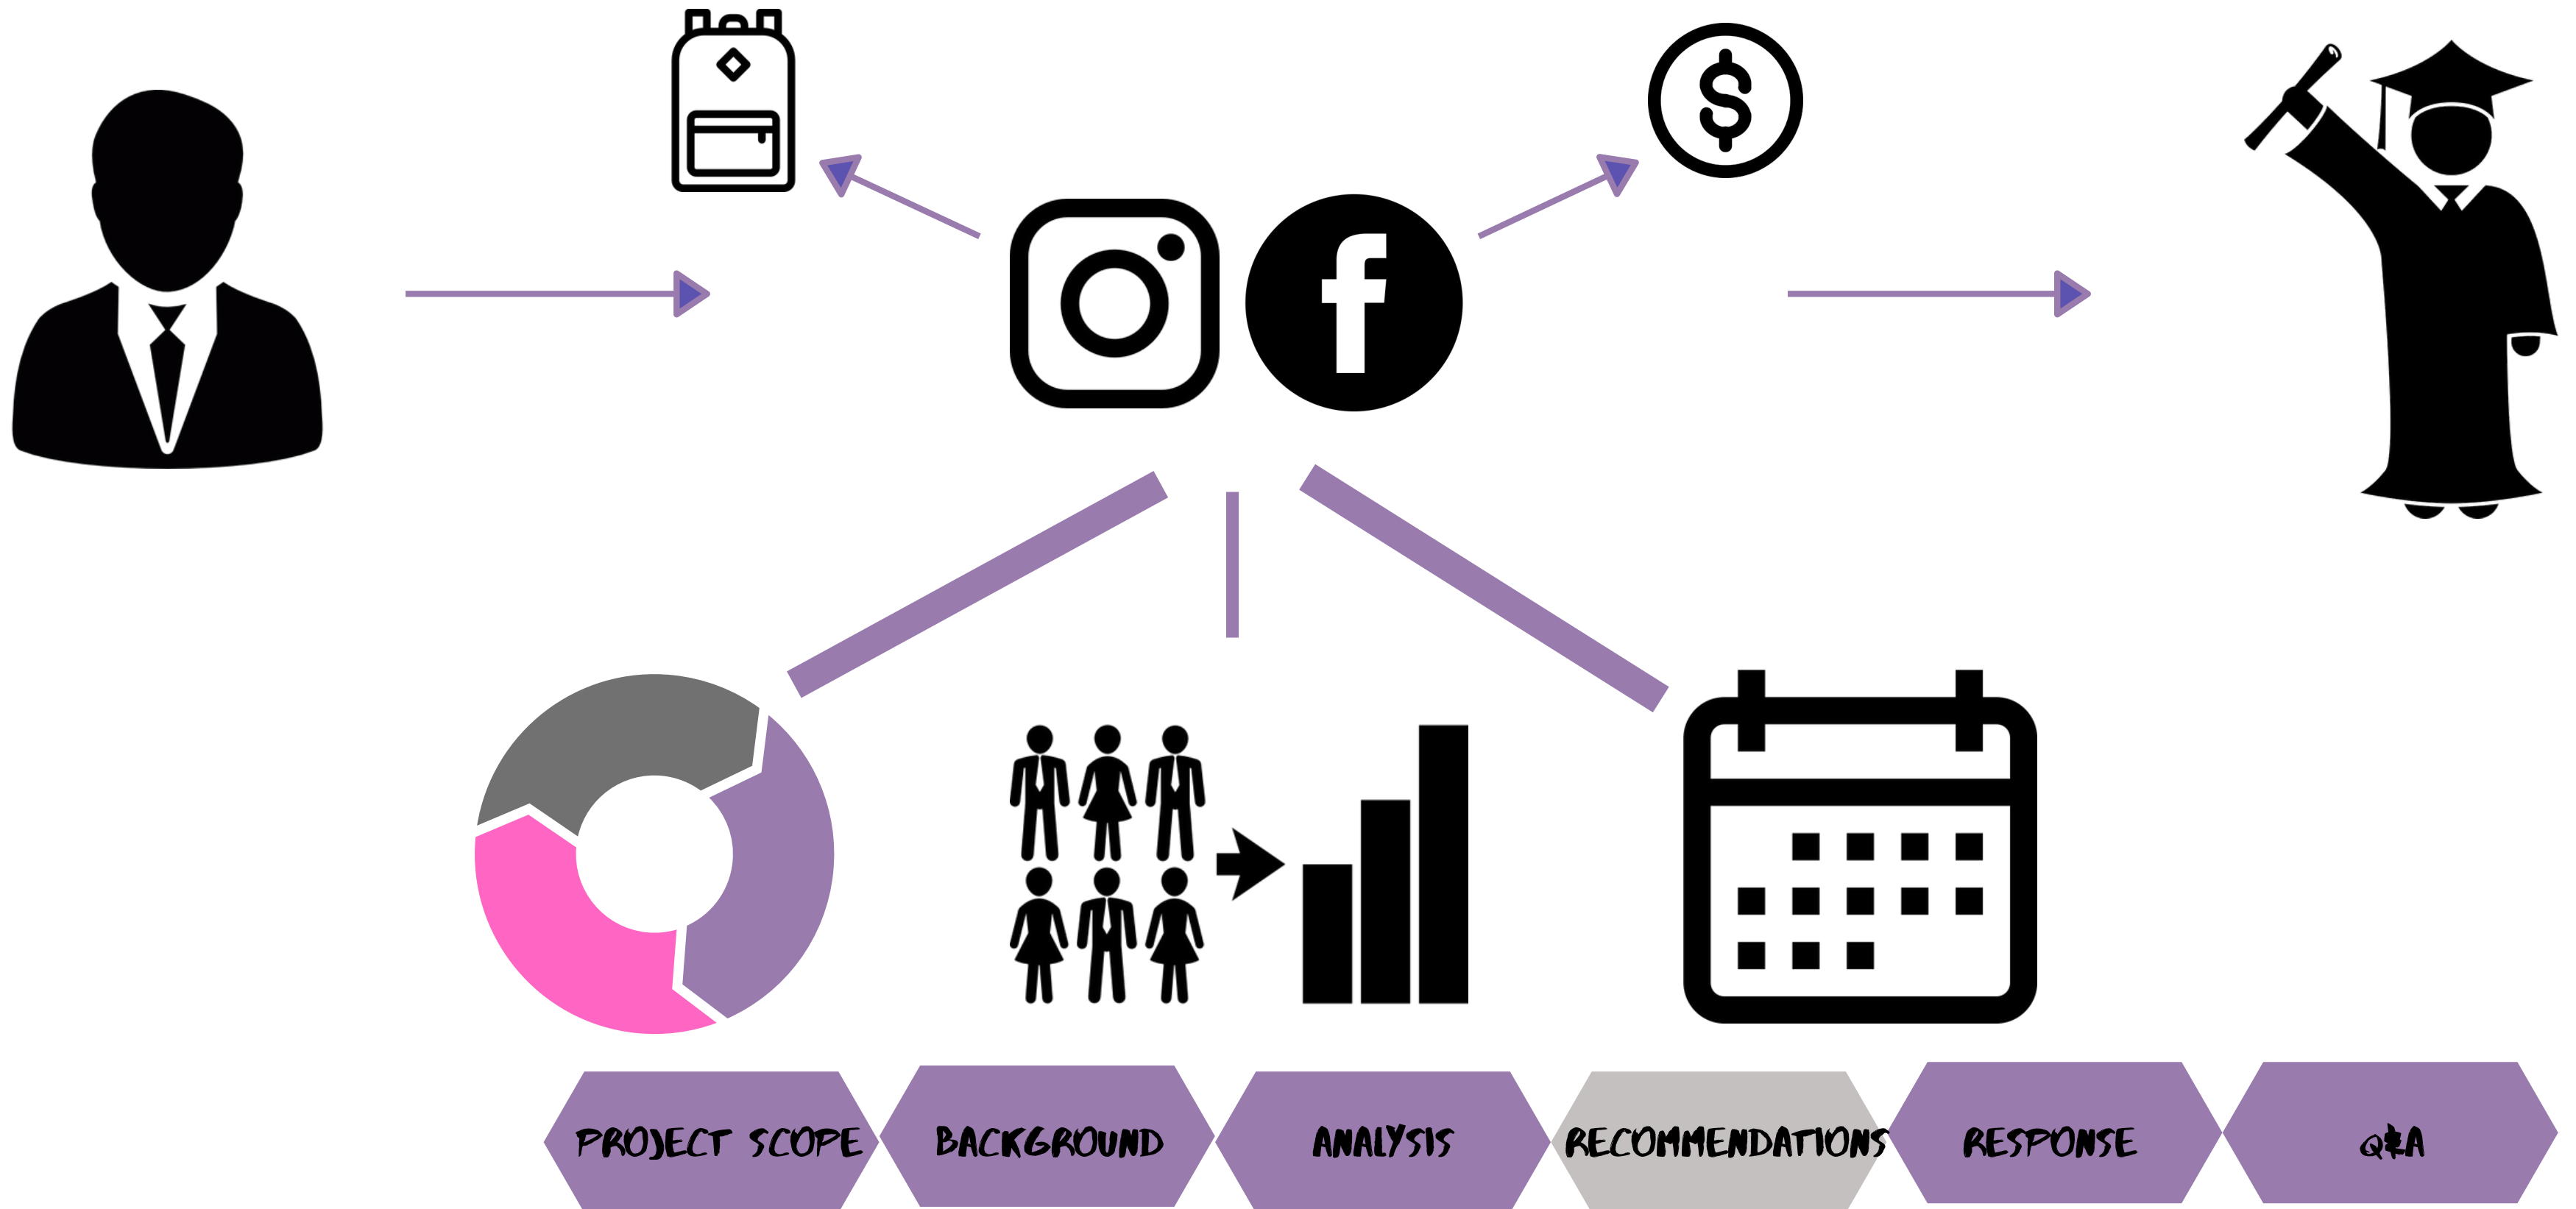 PROJECT SCOPE
BACKGROUND
ANALYSIS
RECOMMENDATIONS
RESPONSE
Q&A